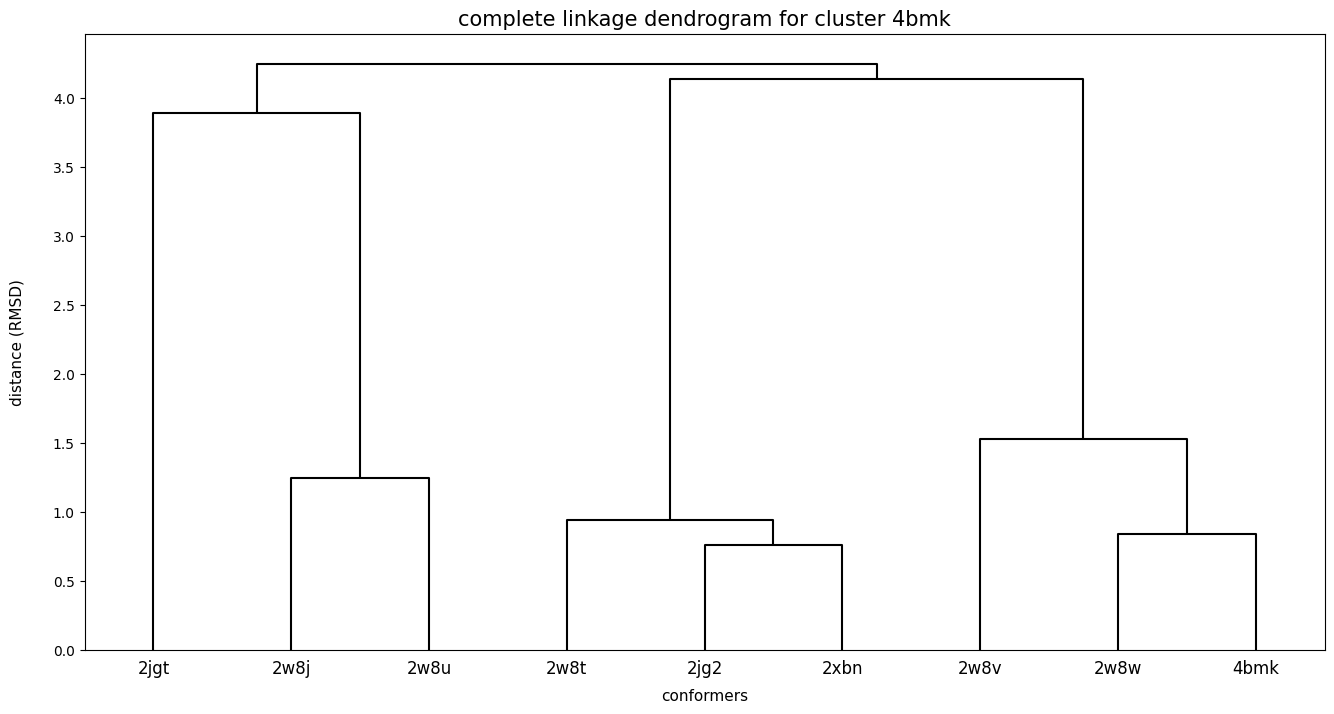 complete linkage dendrogram for cluster 4bmk
4.0
3.5
3.0
2.5
2.0
1.5
1.0
0.5
0.0
distance (RMSD)
2jgt 2w8j 2w8u 2w8t 2jg2 2xbn 2w8v 2w8w 4bmk
conformers